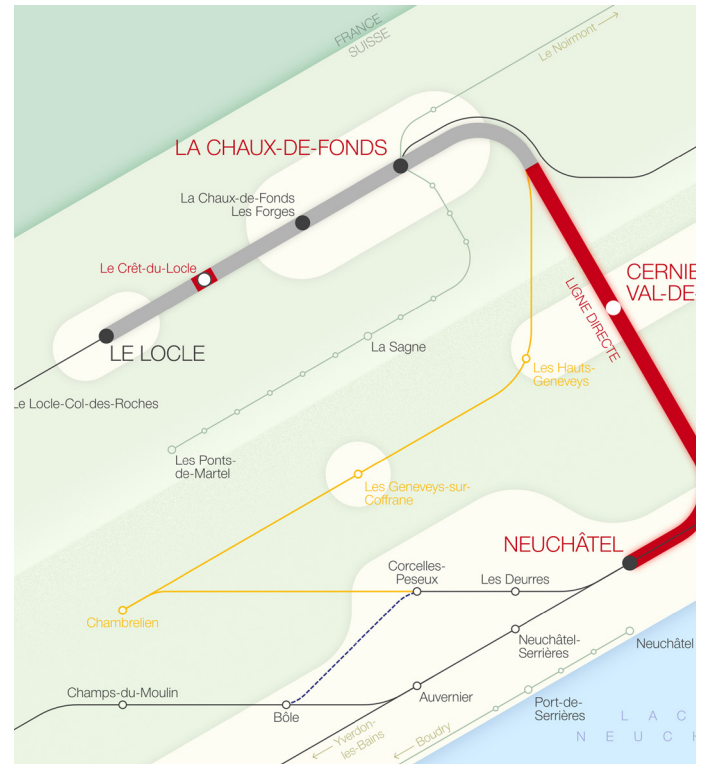 FRANCE
SUISSE
Le Noirmont
LA CHAUX-DE-FONDS
La Chaux-de-Fonds
Les Forges
Le Crêt-du-Locle
CERNIE
VAL-DE-
LIGNE DIRECTE
LE LOCLE
La Sagne
Les Hauts-
Geneveys
Le Locle-Col-des-Roches
Les Ponts-
de-Martel
Les Geneveys-sur-
Coffrane
NEUCHÂTEL
Corcelles-
Peseux
Les Deurres
Chambrelien
Neuchâtel-
Serrières
Neuchâtel
Champs-du-Moulin
Auvernier
Bôle
Port-de-
Serrières
Yverdon-
les-Bains
Boudry
LAC
NEUCH